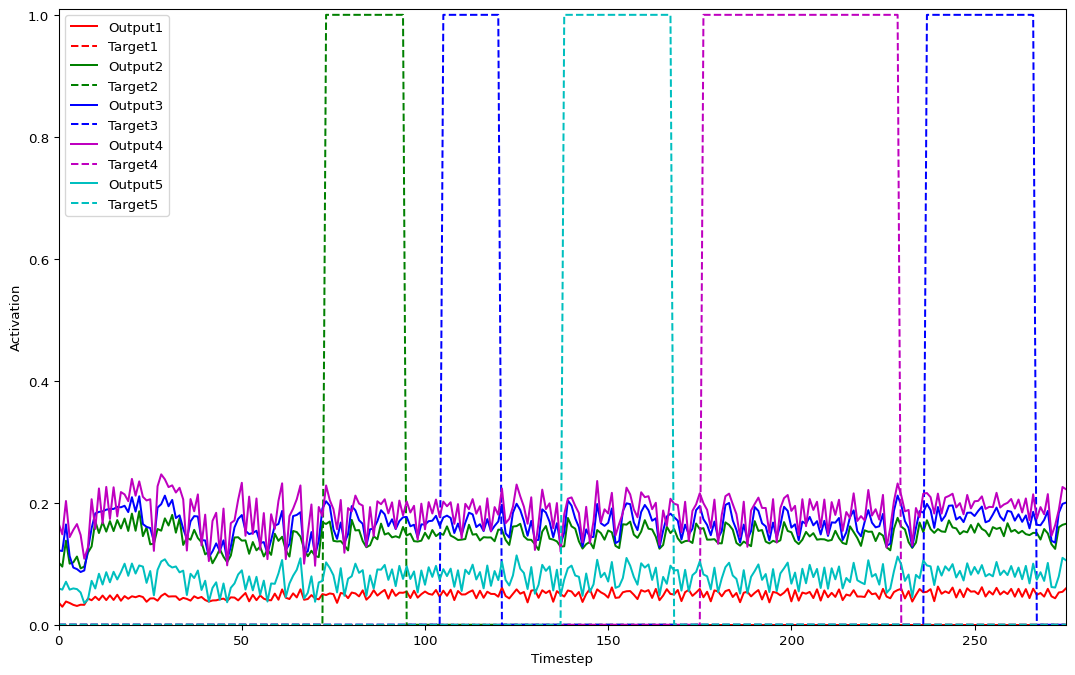 1.0
0.8
0.6
0.4
0.2
0.0
Activation
Output1
Target1
Output2
Target2
Output3
Target3
Output4
Target4
Output5
Target5
0
50
100
150
200
250
Timestep